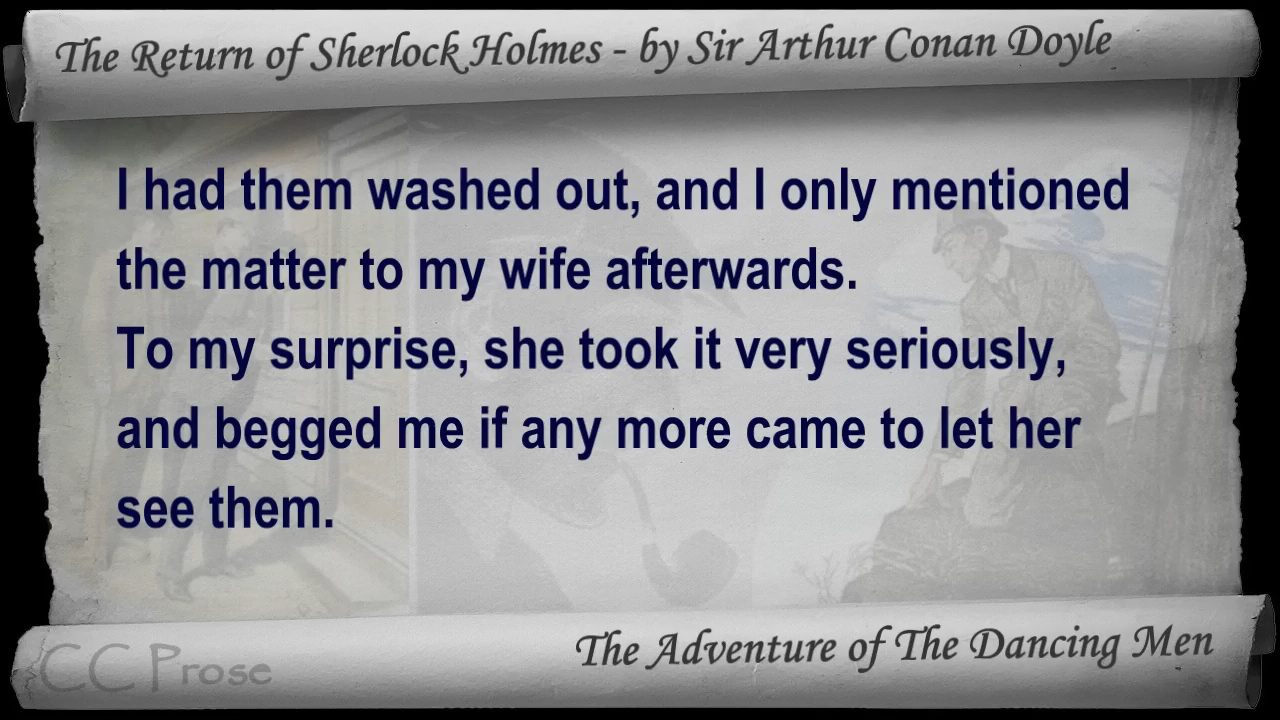 The Return of Sherlock Holmes - by Sir Arthur Conan Doyle
I had them washed out, and I only mentioned
the matter to my wife afterwards.
To my surprise, she took it very seriously,
and begged me if any more came to let her
see them.
The Adventure of The Dancing Men
CC Prose